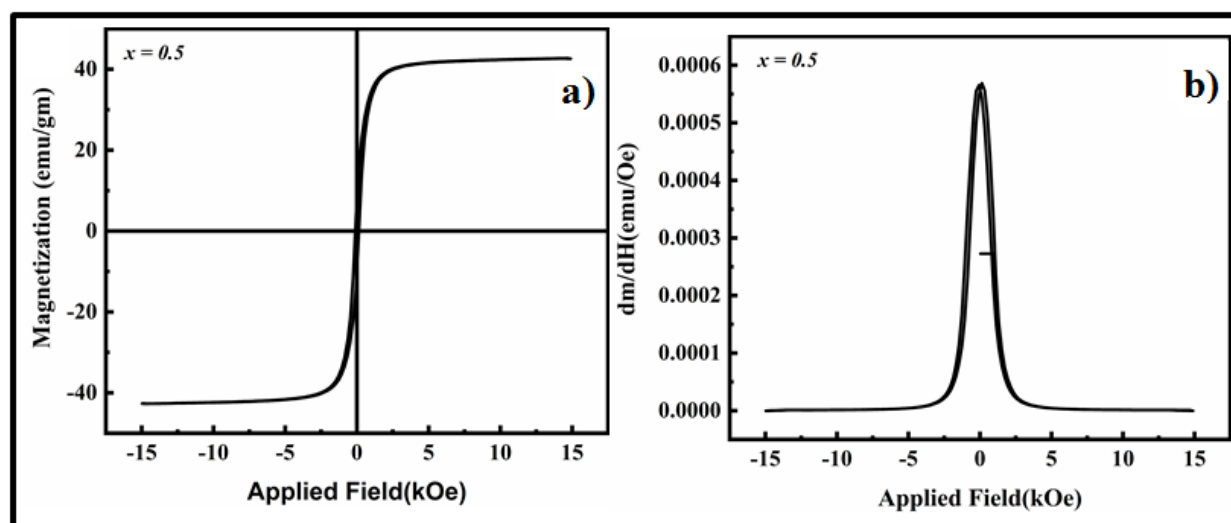 x = 0.5
a)
40
20
0
-20
-40
Magnetization (emu/gm)
-15 -10 -5 0 5 10 15
Applied Field(kOe)
x = 0.5
b)
0.0006
0.0005
0.0004
0.0003
0.0002
0.0001
0.0000
dm/dH(emu/Oe)
-15 -10 -5 0 5 10 15
Applied Field(kOe)